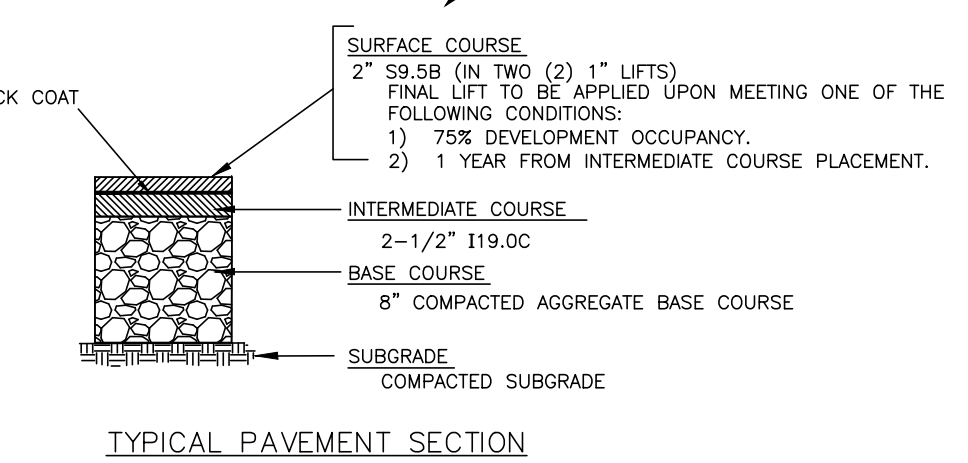 SURFACE COURSE
2" S9.5B (IN TWO (2) 1" LIFTS)
FINAL LIFT TO BE APPLIED UPON MEETING ONE OF THE
FOLLOWING CONDITIONS:
1) 75% DEVELOPMENT OCCUPANCY.
2) 1 YEAR FROM INTERMEDIATE COURSE PLACEMENT.
CK COAT
INTERMEDIATE COURSE
2-1/2" I19.0C
BASE COURSE
8" COMPACTED AGGREGATE BASE COURSE
SUBGRADE
COMPACTED SUBGRADE
TYPICAL PAVEMENT SECTION